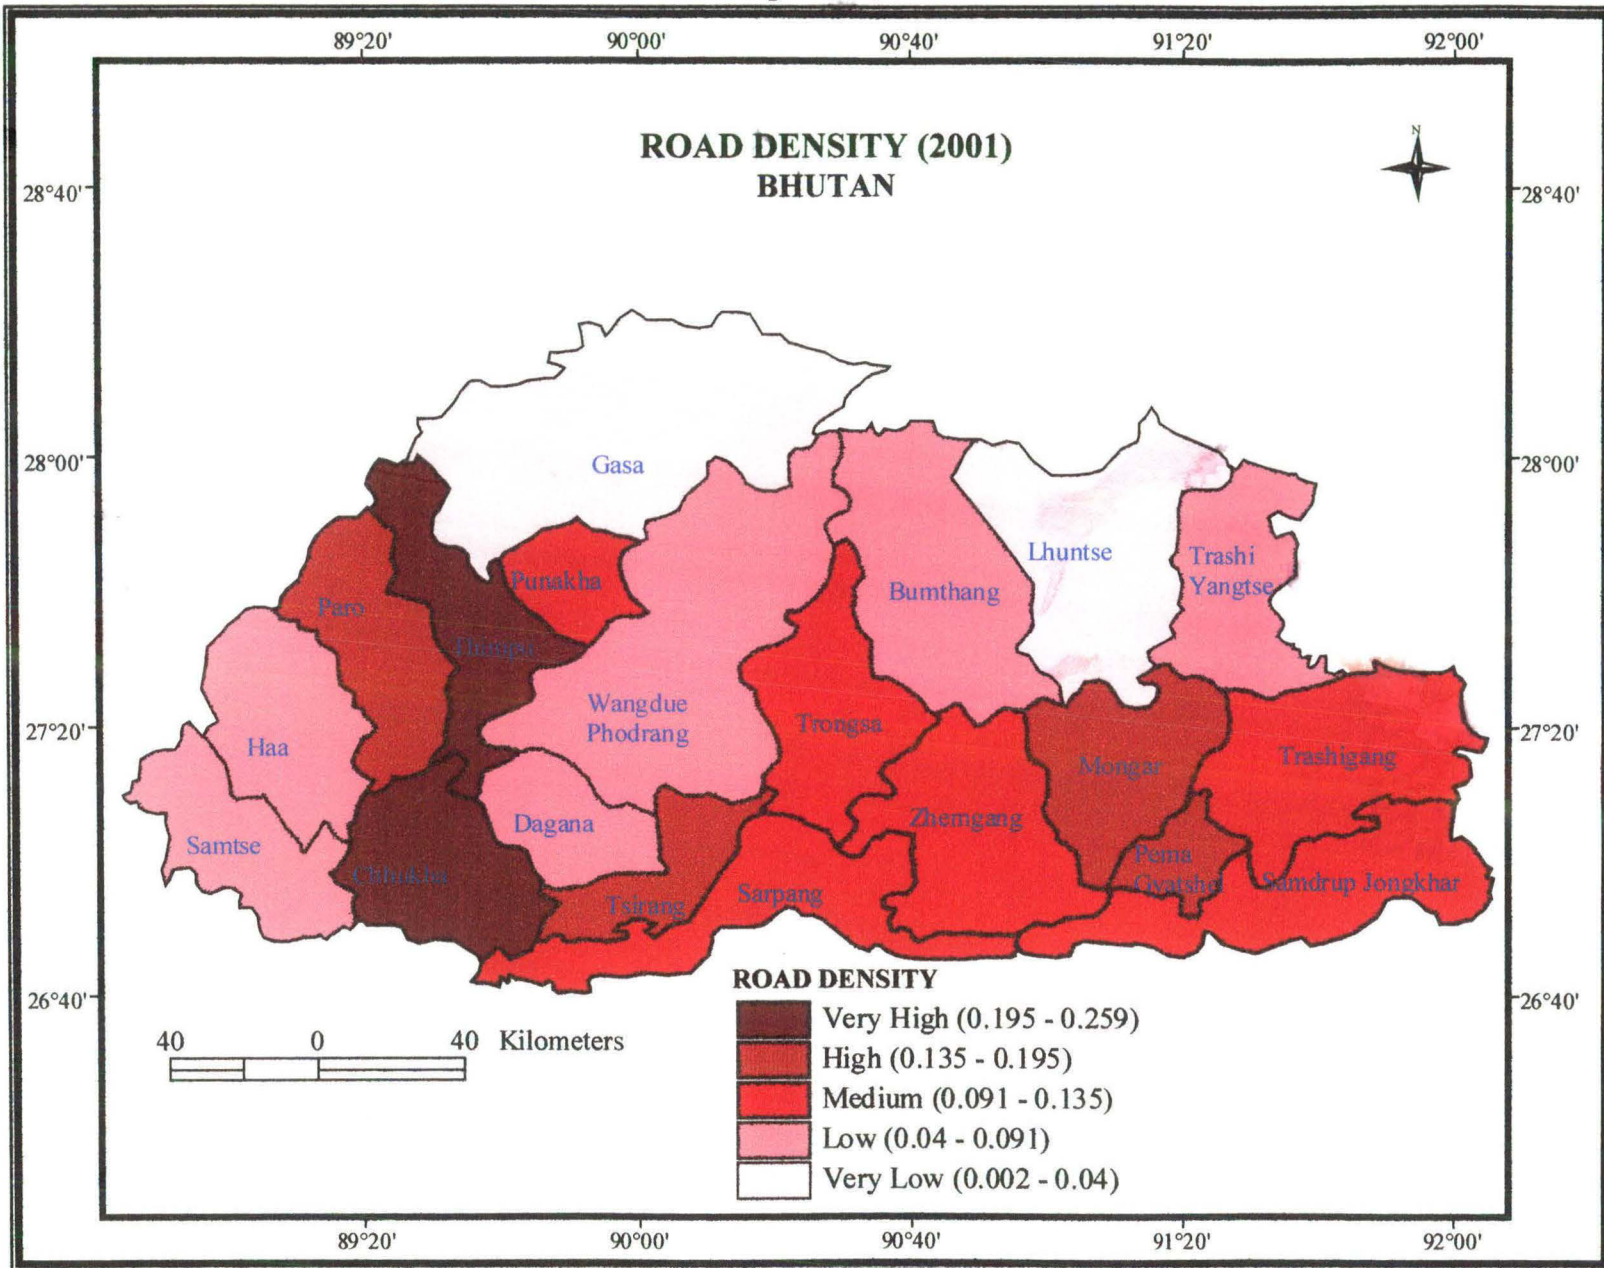 89°20' 90°00' 90°40' 91°20' 92°00'
ROAD DENSITY (2001)
BHUTAN
N
28°40' 28°40'
28°00' 28°00'
Gasa
Lhuntse
Trashi
Yangtse
Punakha
Bumthang
Paro
Thimpu
Wangdue
Phodrang
Trongsa
27°20' 27°20'
Haa
Mongar
Trashigang
Dagana
Zhemgang
Samtse
Pema
Gyatshel
Chhukha
Samdrup Jongkhar
Sarpang
Tsirang
ROAD DENSITY
26°40' 26°40'
Very High (0.195 - 0.259)
40 0 40 Kilometers
High (0.135 - 0.195)
Medium (0.091 - 0.135)
Low (0.04 - 0.091)
Very Low (0.002 - 0.04)
89°20' 90°00' 90°40' 91°20' 92°00'